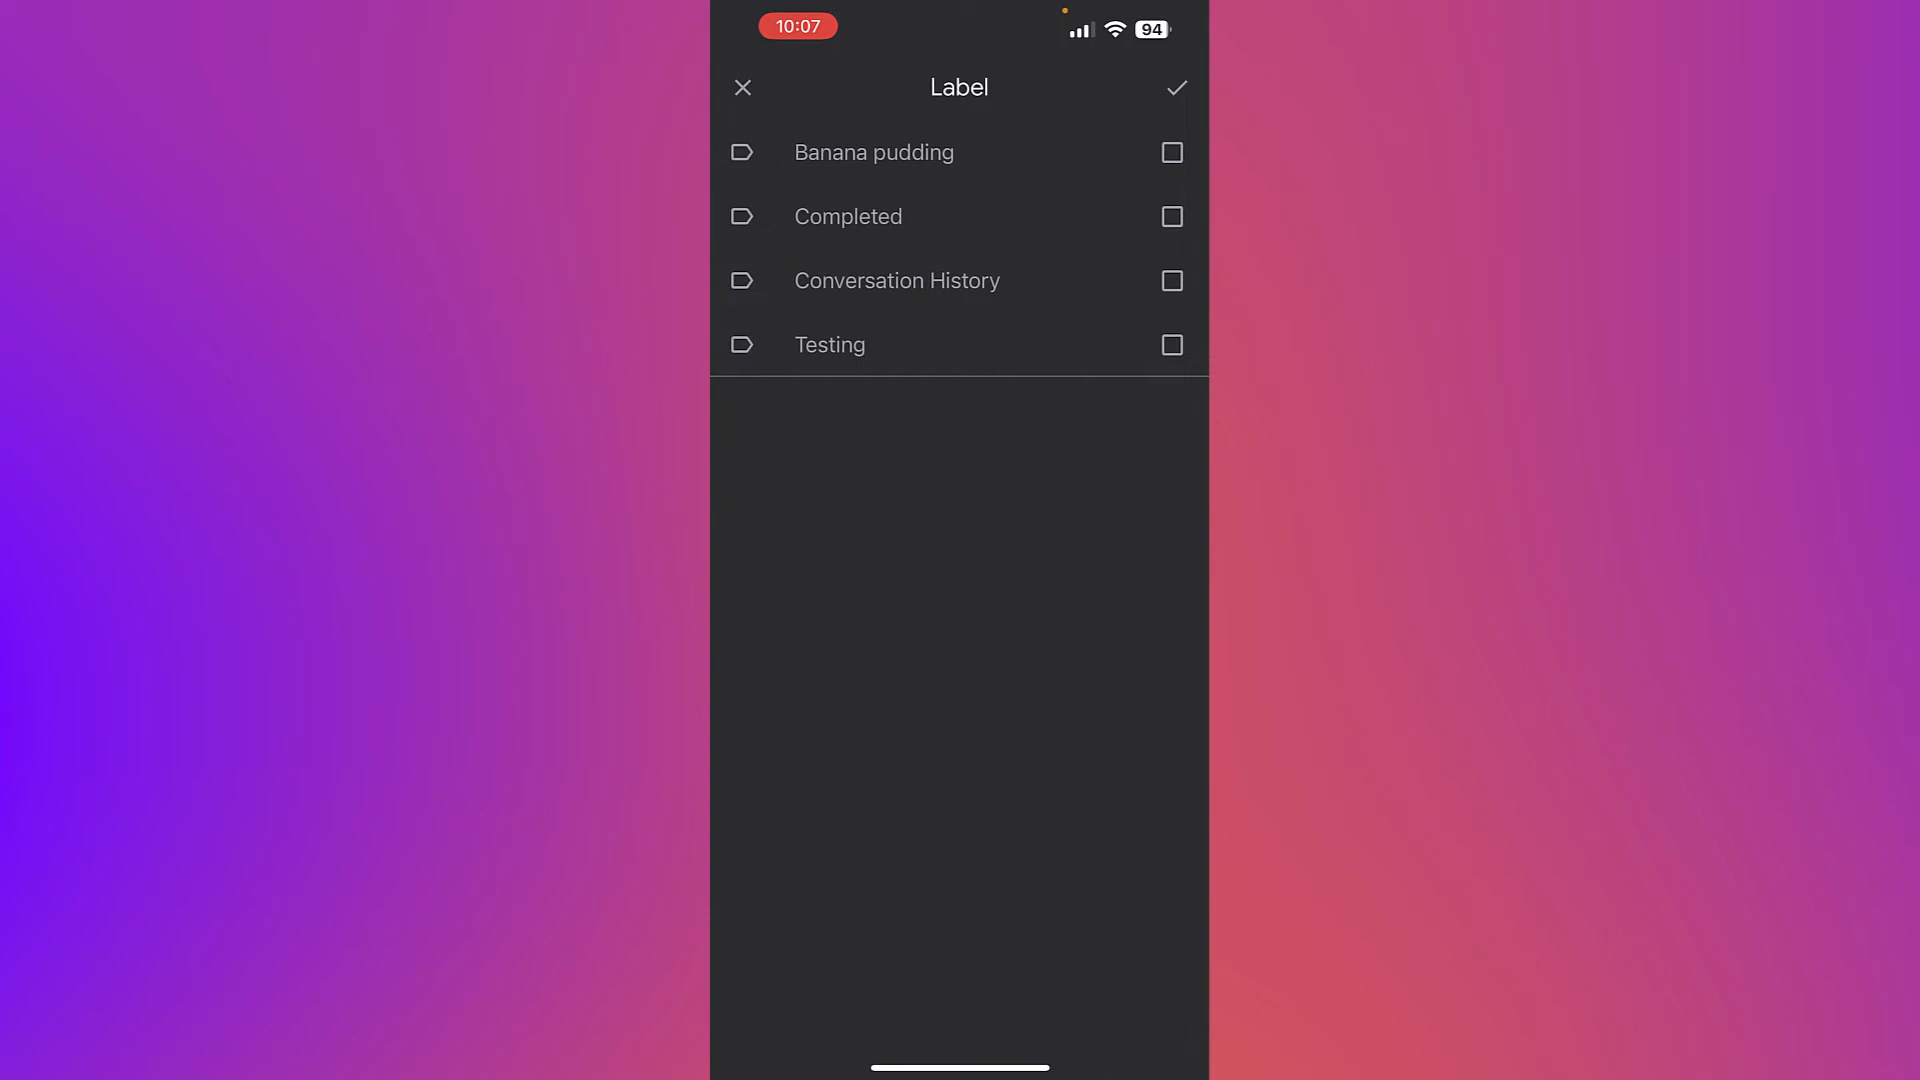 10:07
94
Label
Banana pudding
Completed
Conversation History
Testing